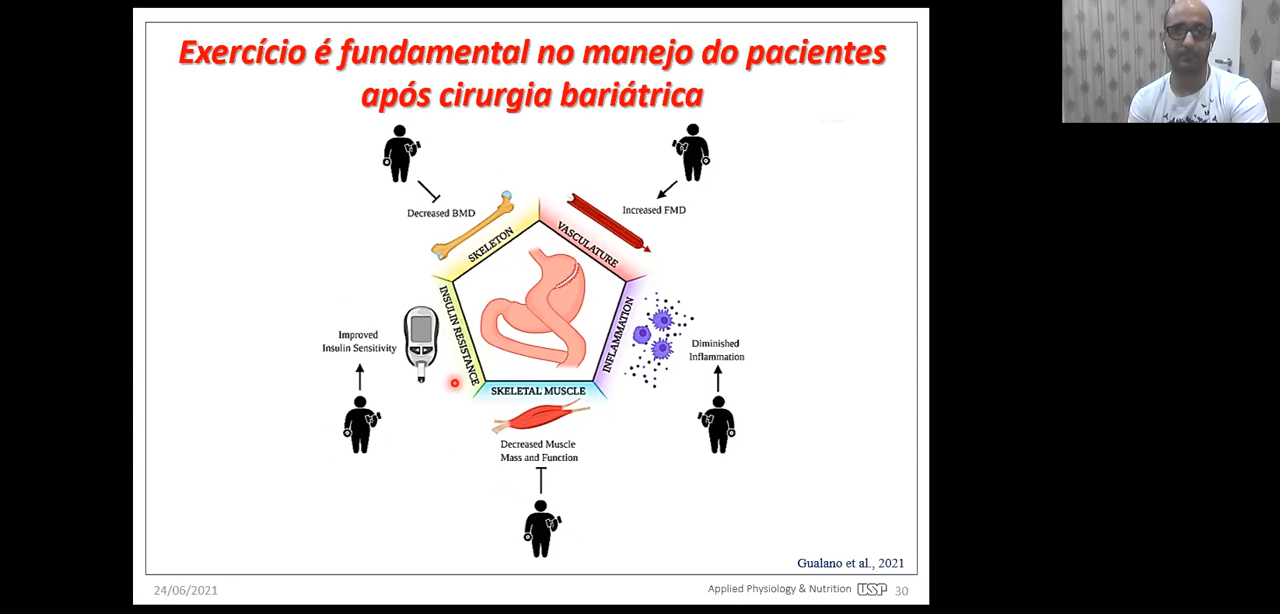 Exercício é fundamental no manejo do pacientes
após cirurgia bariátrica
Decreased BMD
Increased FMD
SKELETON
VASCULATURE
INSULIN RESISTANCE
INFLAMMATION
Improved
Insulin Sensitivity
Diminished
Inflammation
SKELETAL MUSCLE
Decreased Muscle
Mass and Function
Gualano et al., 2021
24/06/2021
Applied Physiology & Nutrition USP 30